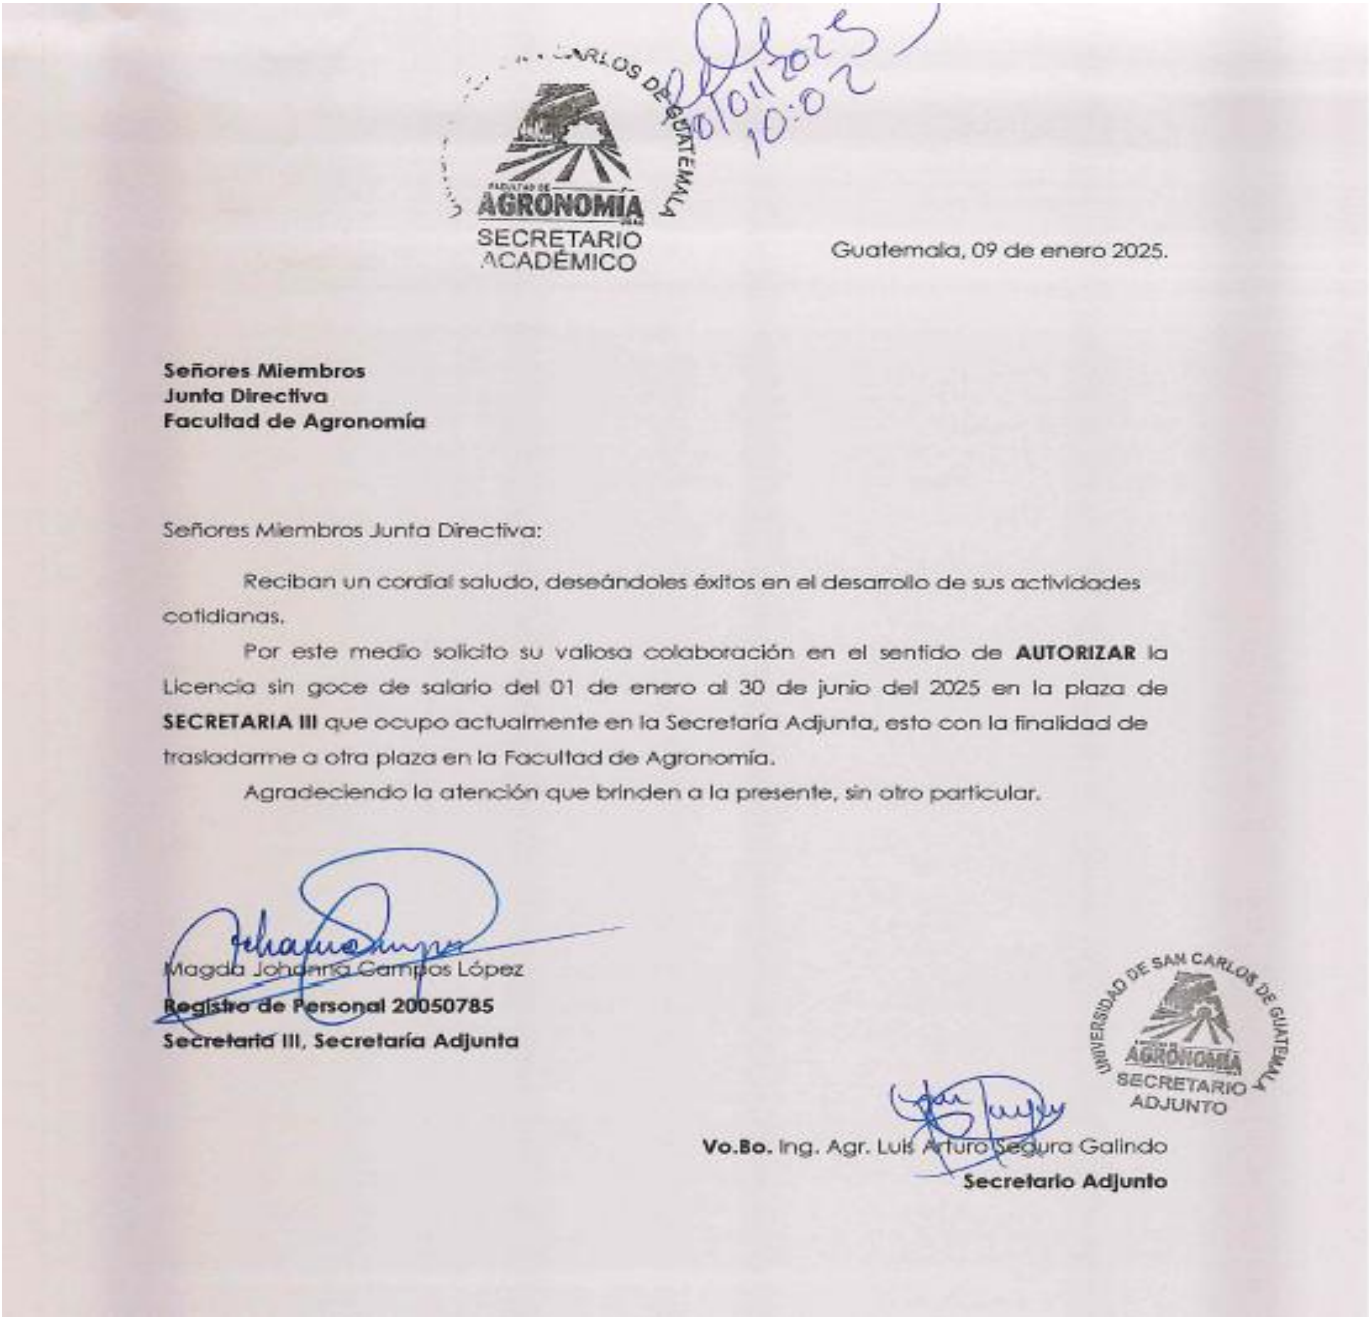 CARLOS DE GUATEMALA
FACULTAD DE
AGRONOMÍA
SECRETARIO
ACADÉMICO
10:02
Guatemala, 09 de enero 2025.
Señores Miembros
Junta Directiva
Facultad de Agronomía
Señores Miembros Junta Directiva:
Reciban un cordial saludo, deseándoles éxitos en el desarrollo de sus actividades
cotidianas.
Por este medio solicito su valiosa colaboración en el sentido de AUTORIZAR la
Licencia sin goce de salario del 01 de enero al 30 de junio del 2025 en la plaza de
SECRETARIA III que ocupo actualmente en la Secretaría Adjunta, esto con la finalidad de
trasladarme a otra plaza en la Facultad de Agronomía.
Agradeciendo la atención que brinden a la presente, sin otro particular.
Magda Johanna Campos López
Registro de Personal 20050785
Secretaria III, Secretaría Adjunta
UNIVERSIDAD DE SAN CARLOS DE GUATEMALA
AGRONOMÍA
SECRETARIO
ADJUNTO
Vo.Bo. Ing. Agr. Luis Arturo Segura Galindo
Secretario Adjunto